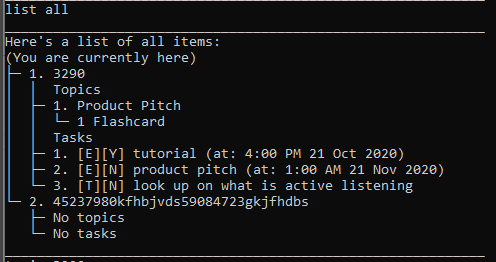 list all
Here's a list of all items:
(You are currently here)
1. 3290
Topics
1. Product Pitch
1 Flashcard
Tasks
1. [E][Y] tutorial (at: 4:00 PM 21 Oct 2020)
2. [E][N] product pitch (at: 1:00 AM 21 Nov 2020)
3. [T][N] look up on what is active listening
2. 45237980kfhbjvds59084723gkjfhdbs
No topics
No tasks